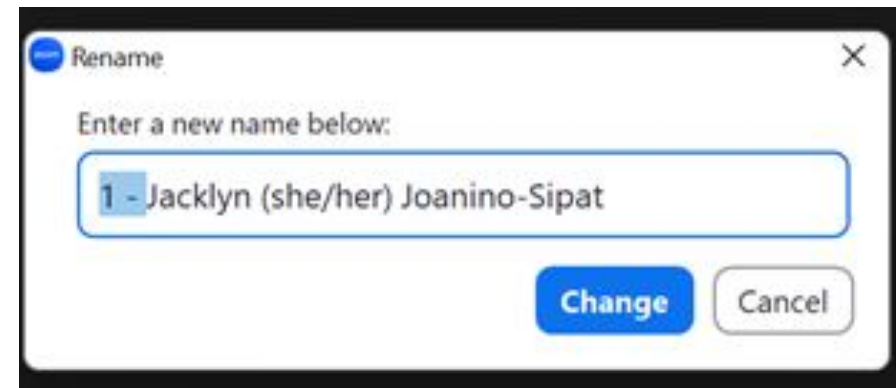 Rename
Enter a new name below:
1 - Jacklyn (she/her) Joanino-Sipat
Change Cancel